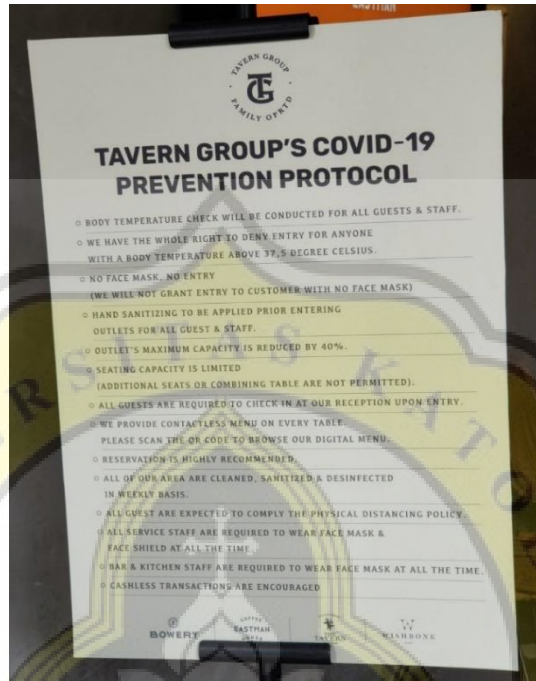 EASTMAN
TAVERN GROUP
TG
FAMILY OPRTD
TAVERN GROUP'S COVID-19
PREVENTION PROTOCOL
BODY TEMPERATURE CHECK WILL BE CONDUCTED FOR ALL GUESTS & STAFF.
WE HAVE THE WHOLE RIGHT TO DENY ENTRY FOR ANYONE
WITH A BODY TEMPERATURE ABOVE 37,5 DEGREE CELSIUS.
NO FACE MASK, NO ENTRY
(WE WILL NOT GRANT ENTRY TO CUSTOMER WITH NO FACE MASK)
HAND SANITIZING TO BE APPLIED PRIOR ENTERING
OUTLETS FOR ALL GUEST & STAFF.
OUTLET'S MAXIMUM CAPACITY IS REDUCED BY 40%.
SEATING CAPACITY IS LIMITED
(ADDITIONAL SEATS OR COMBINING TABLE ARE NOT PERMITTED).
ALL GUESTS ARE REQUIRED TO CHECK IN AT OUR RECEPTION UPON ENTRY.
WE PROVIDE CONTACTLESS MENU ON EVERY TABLE.
PLEASE SCAN THE QR CODE TO BROWSE OUR DIGITAL MENU.
RESERVATION IS HIGHLY RECOMMENDED.
ALL OF OUR AREA ARE CLEANED, SANITIZED & DESINFECTED
IN WEEKLY BASIS.
ALL GUEST ARE EXPECTED TO COMPLY THE PHYSICAL DISTANCING POLICY.
ALL SERVICE STAFF ARE REQUIRED TO WEAR FACE MASK &
FACE SHIELD AT ALL THE TIME.
BAR & KITCHEN STAFF ARE REQUIRED TO WEAR FACE MASK AT ALL THE TIME.
CASHLESS TRANSACTIONS ARE ENCOURAGED
BOWERY
EASTMAN
TAVERN
WISHBONE
ERSITAS KATO